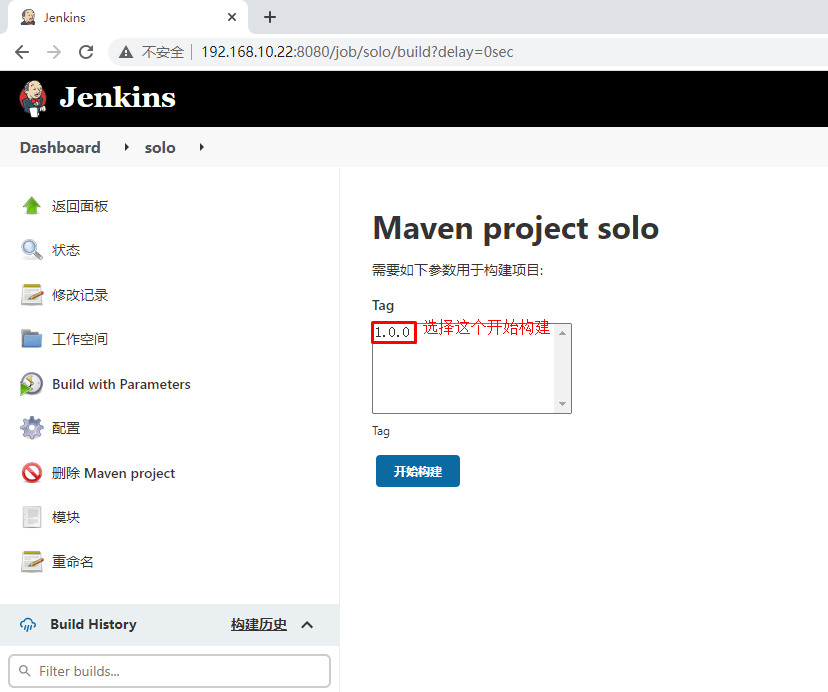 Jenkins
不安全 192.168.10.22:8080/job/solo/build?delay=0sec
Jenkins
Dashboard solo
返回面板
状态
修改记录
工作空间
Build with Parameters
配置
删除 Maven project
模块
重命名
Build History 构建历史
Filter builds...
Maven project solo
需要如下参数用于构建项目:
Tag
1.0.0 选择这个开始构建
Tag
开始构建